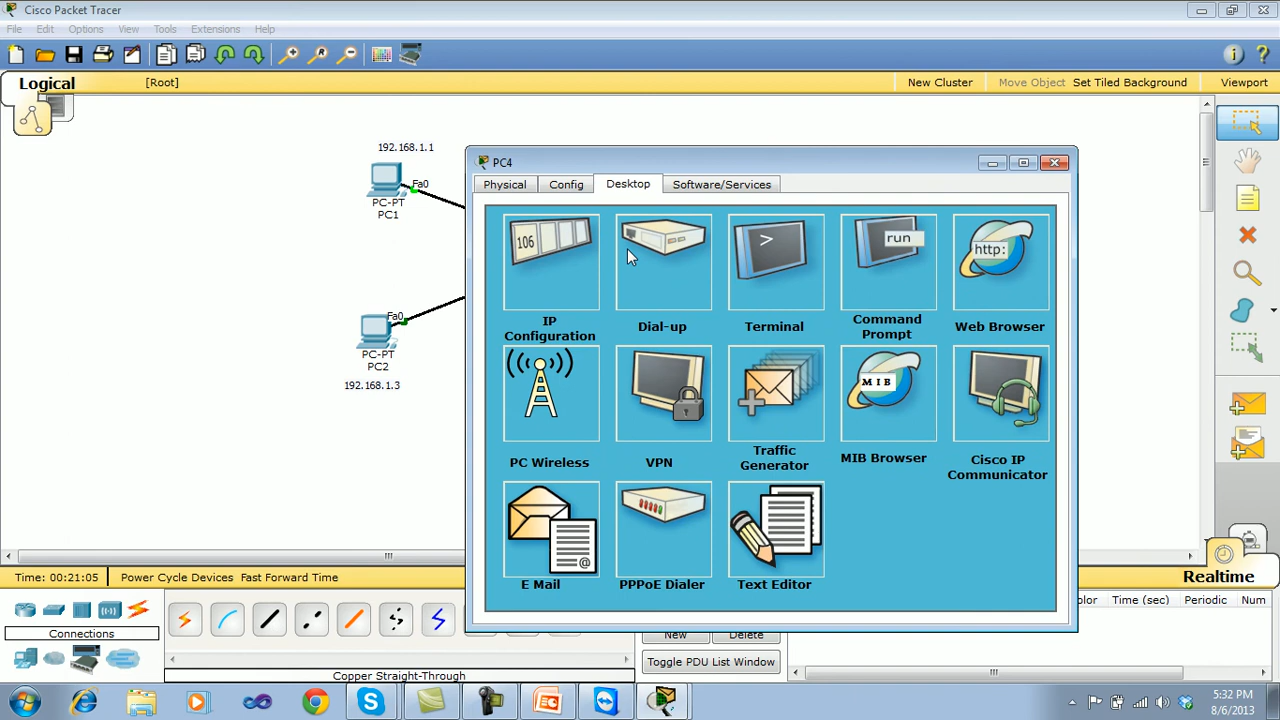 Cisco Packet Tracer
File Edit Options View Tools Extensions Help
Logical [Root] New Cluster Move Object Set Tiled Background Viewport
192.168.1.1
Fa0
PC-PT
PC1
Fa0
PC-PT
PC2
192.168.1.3
PC4
Physical Config Desktop Software/Services
106
run
http:
IP Configuration
Dial-up
Terminal
Command Prompt
Web Browser
MIB
PC Wireless
VPN
Traffic Generator
MIB Browser
Cisco IP Communicator
E Mail
PPPoE Dialer
Text Editor
Time: 00:21:05 Power Cycle Devices Fast Forward Time
Realtime
Connections
Copper Straight-Through
New Delete
Toggle PDU List Window
olor Time (sec) Periodic Num
5:32 PM
8/6/2013